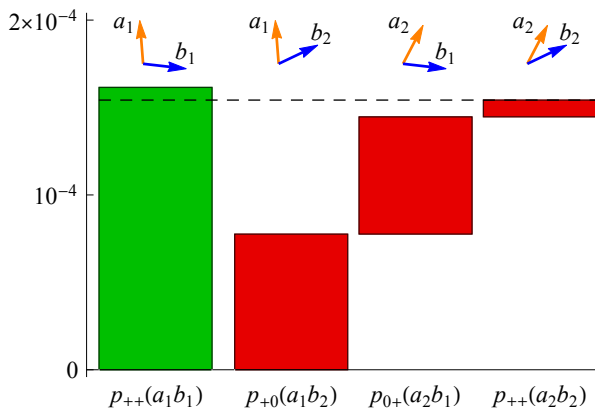 2×10⁻⁴
a₁ a₁ a₂ a₂
b₁ b₂ b₁ b₂
10⁻⁴
0
p₊₊(a₁b₁) p₊₀(a₁b₂) p₀₊(a₂b₁) p₊₊(a₂b₂)